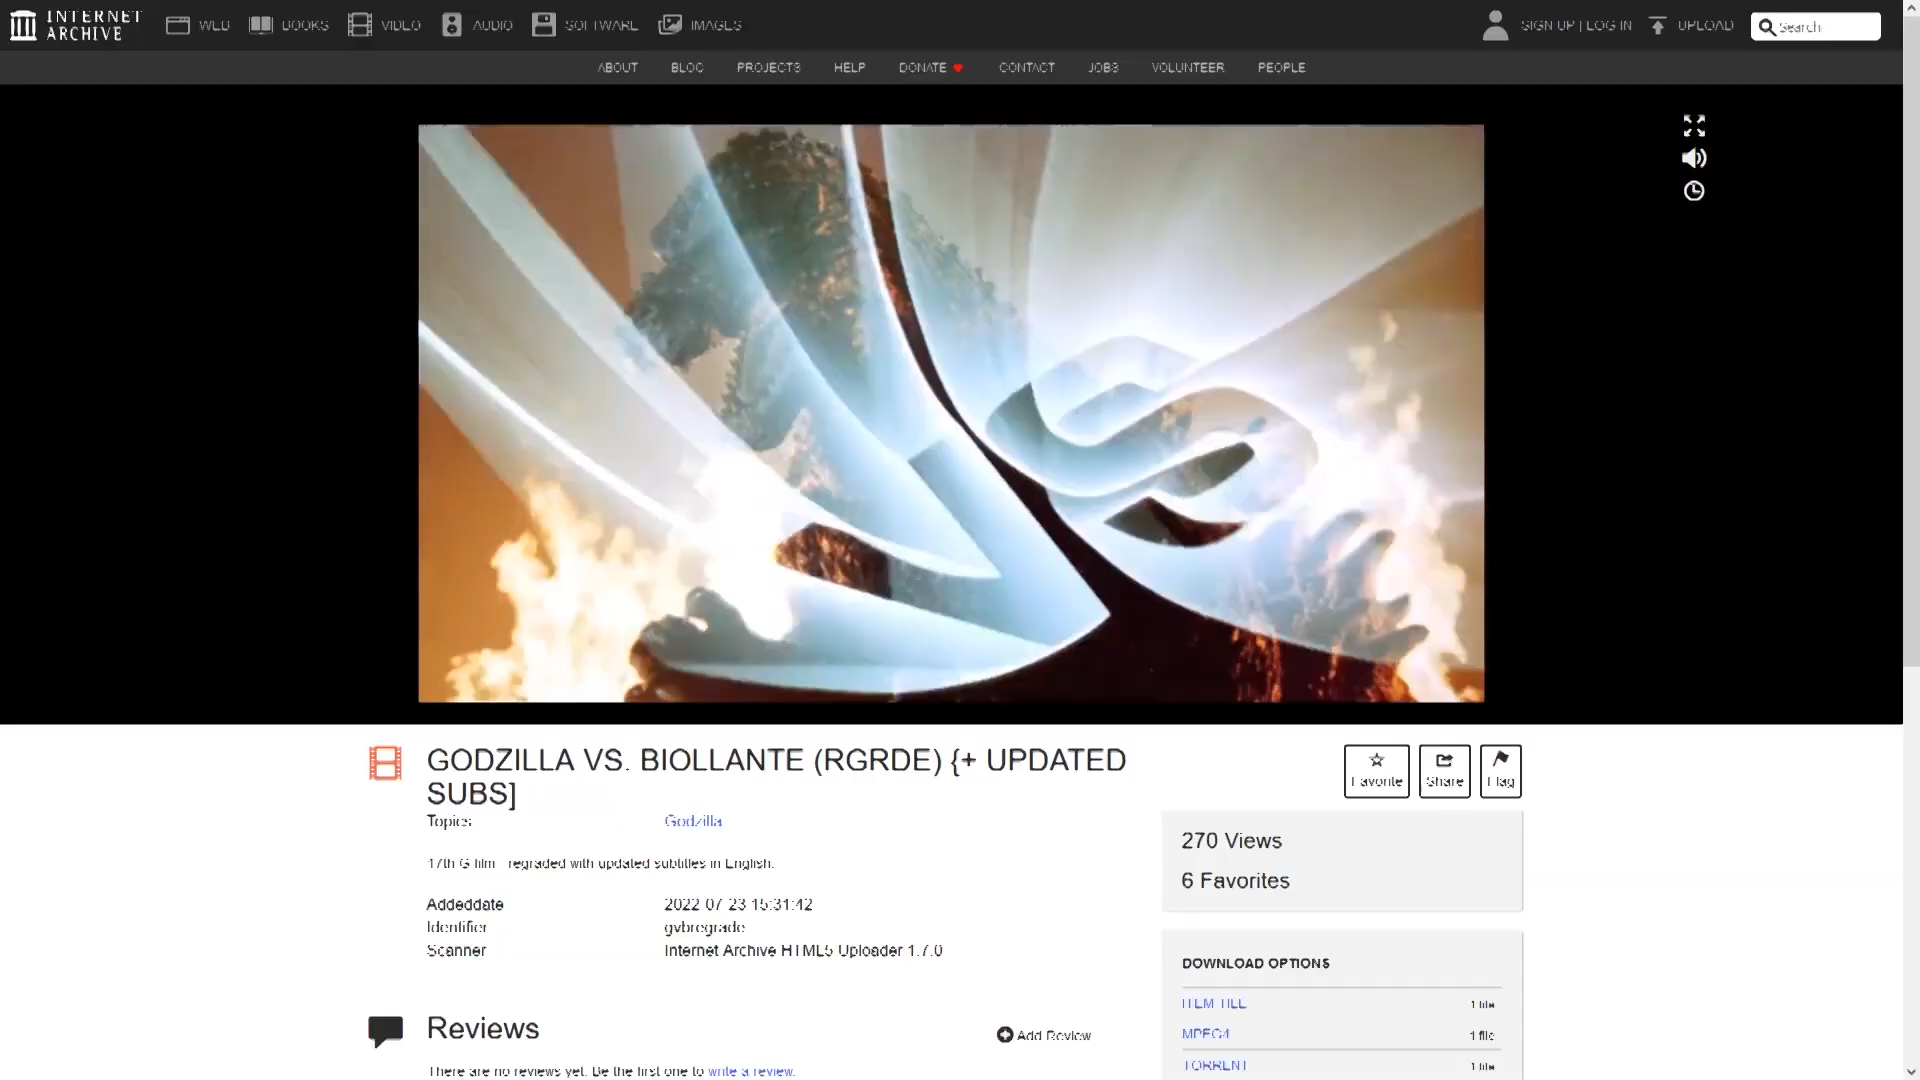 INTERNET ARCHIVE
WEB BOOKS VIDEO AUDIO SOFTWARE IMAGES SIGN UP | LOG IN UPLOAD Search
ABOUT BLOG PROJECTS HELP DONATE CONTACT JOBS VOLUNTEER PEOPLE
VS
GODZILLA VS. BIOLLANTE (RGRDE) {+ UPDATED
SUBS]
Favorite Share Flag
Topics Godzilla
17th G film regraded with updated subtitles in English.
270 Views
6 Favorites
Addeddate 2022-07-23 15:31:42
Identifier gvbregrade
Scanner Internet Archive HTML5 Uploader 1.7.0
DOWNLOAD OPTIONS
ITEM TILE 1 file
MPEG4 1 file
TORRENT 1 file
Reviews
Add Review
There are no reviews yet. Be the first one to write a review.